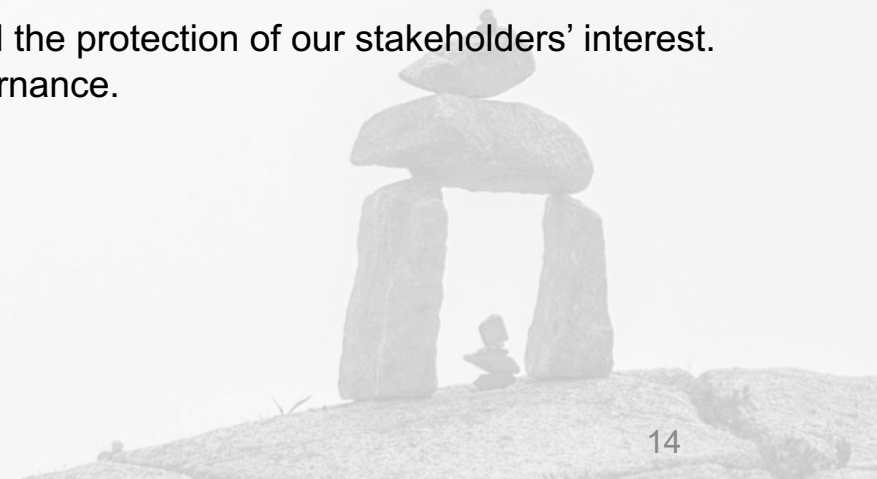 the protection of our stakeholders’ interest.
rnance.
14